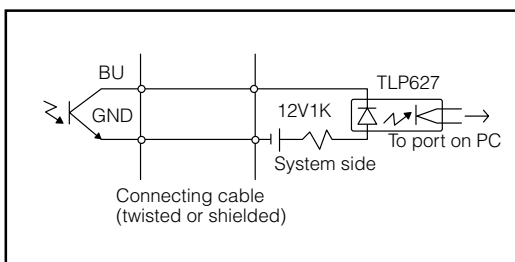 BU
TLP627
GND
12V1K
To port on PC
System side
Connecting cable
(twisted or shielded)